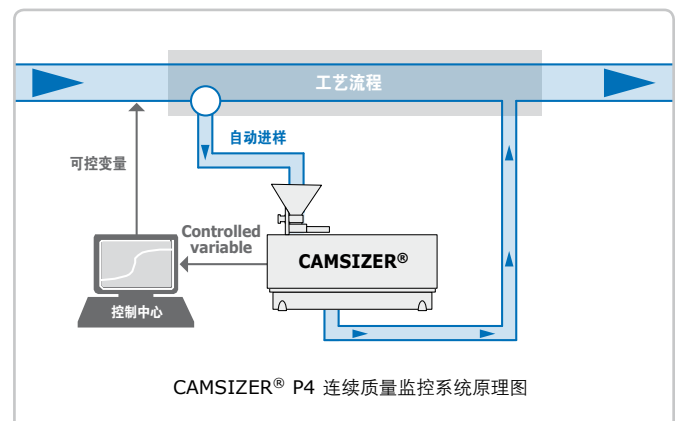 工艺流程
自动进样
可控变量
Controlled
variable
CAMSIZER®
控制中心
CAMSIZER® P4 连续质量监控系统原理图